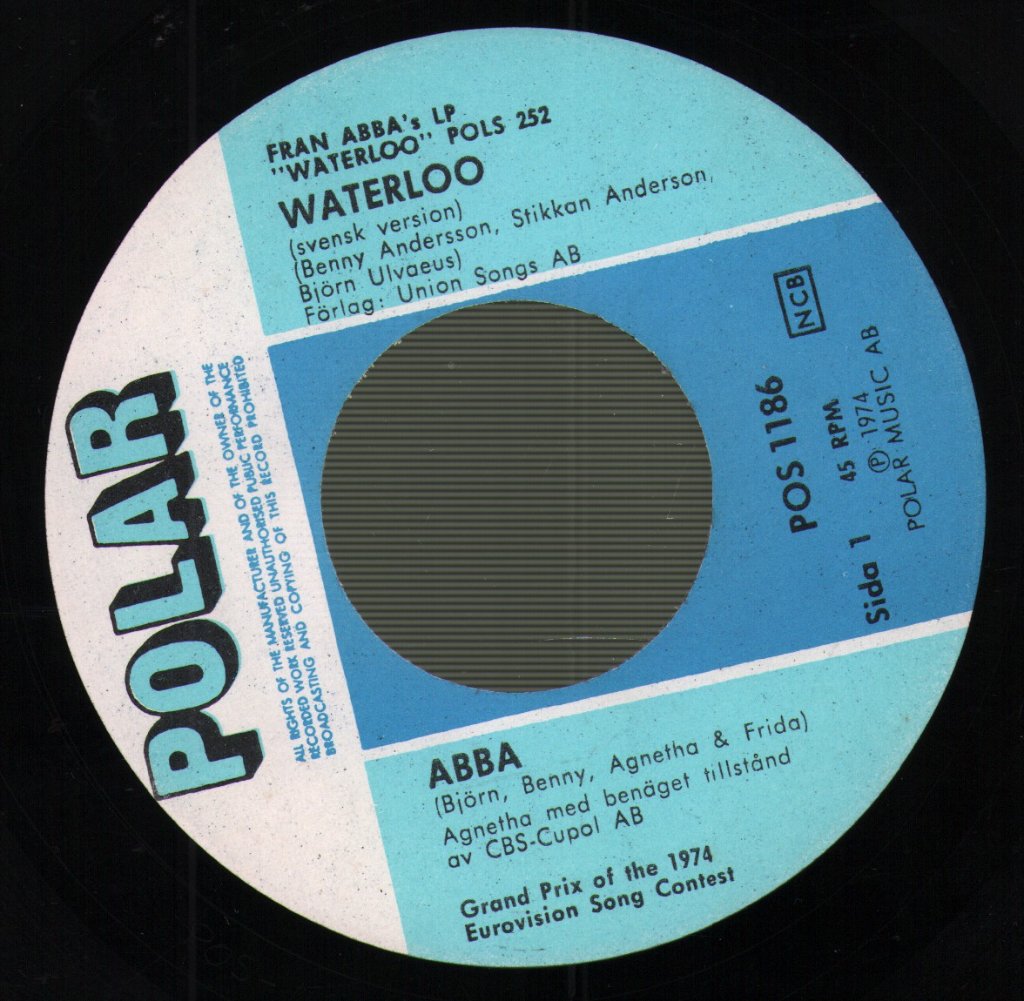 FRAN ABBA's LP
"WATERLOO" POLS 252
WATERLOO
(svensk version)
(Benny Andersson, Stikkan Anderson,
Björn Ulvaeus)
Förlag: Union Songs AB
POLAR
ALL RIGHTS OF THE MANUFACTURER AND OF THE OWNER OF THE
RECORDED WORK RESERVED UNAUTHORISED PUBLIC PERFORMANCE
BROADCASTING AND COPYING OF THIS RECORD PROHIBITED
NCB
POS 1186
45 RPM
Sida 1
℗ 1974
POLAR MUSIC AB
ABBA
(Björn, Benny, Agnetha & Frida)
Agnetha med benäget tillstånd
av CBS-Cupol AB
Grand Prix of the 1974
Eurovision Song Contest